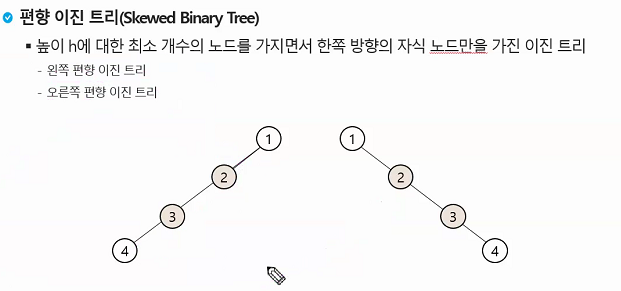 편향 이진 트리(Skewed Binary Tree)
▪ 높이 h에 대한 최소 개수의 노드를 가지면서 한쪽 방향의 자식 노드만을 가진 이진 트리
- 왼쪽 편향 이진 트리
- 오른쪽 편향 이진 트리
1 1
2 2
3 3
4 4